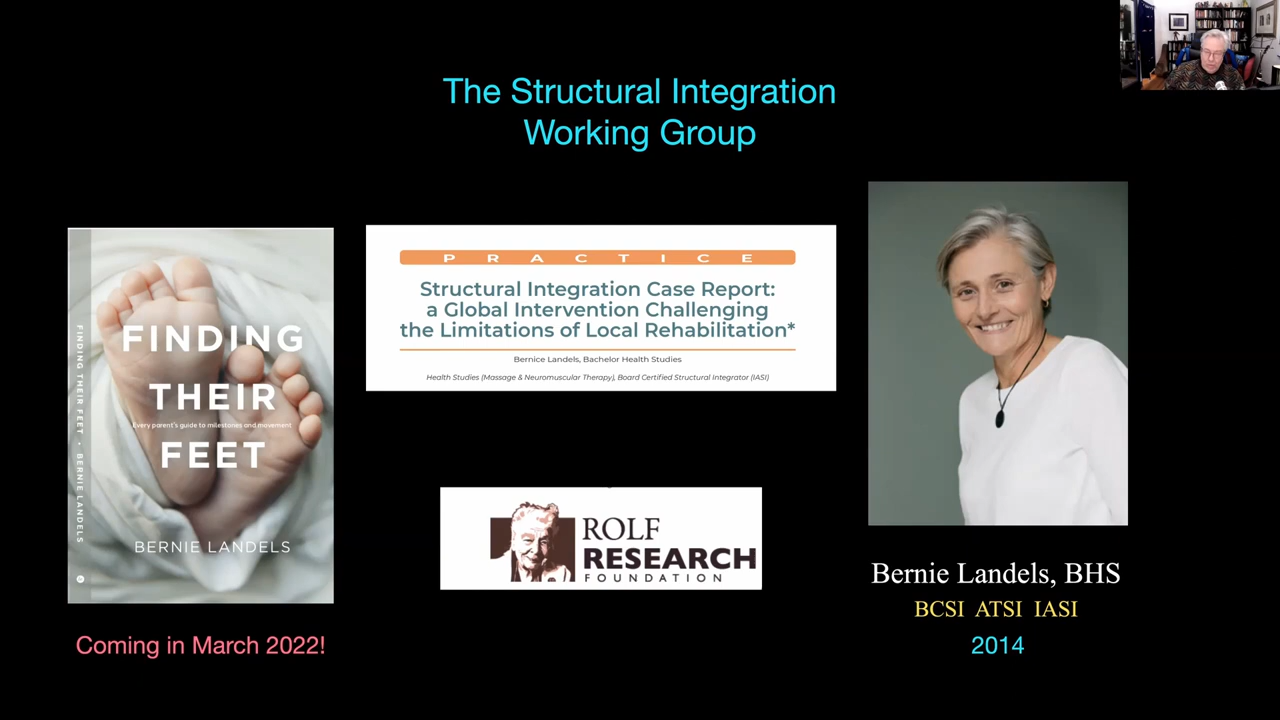 The Structural Integration
Working Group
FINDING THEIR FEET • BERNIE LANDELS
FINDING
THEIR
Every parent's guide to milestones and movement
FEET
BERNIE LANDELS
Coming in March 2022!
PRACTICE
Structural Integration Case Report:
a Global Intervention Challenging
the Limitations of Local Rehabilitation*
Bernice Landels, Bachelor Health Studies
Health Studies (Massage & Neuromuscular Therapy), Board Certified Structural Integrator (IASI)
ROLF
RESEARCH
FOUNDATION
Bernie Landels, BHS
BCSI ATSI IASI
2014